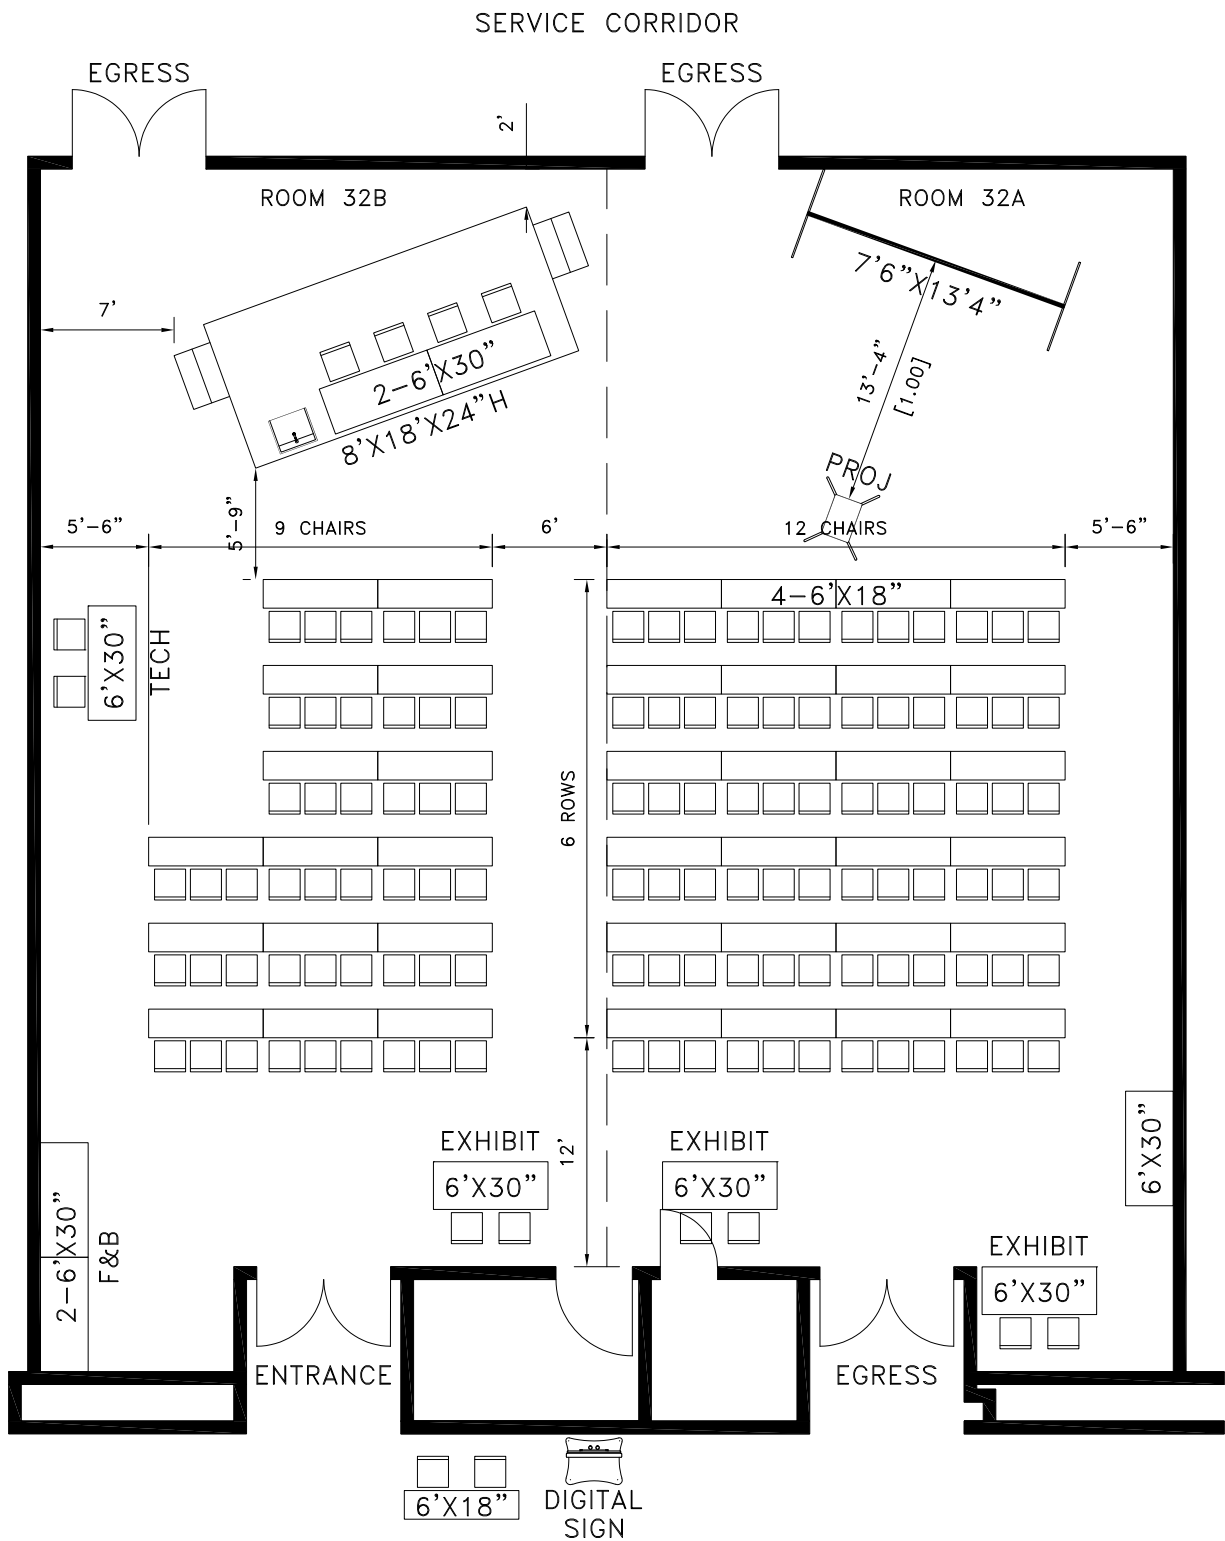 SERVICE CORRIDOR
EGRESS
EGRESS
2'
ROOM 32B
ROOM 32A
7'6"X13'4"
7'
2-6'X30"
8'X18'X24"H
13'-4"
[1.00]
PROJ
5'-6"
5'-9"
9 CHAIRS
6'
12 CHAIRS
5'-6"
4-6'X18"
6'X30"
TECH
6 ROWS
EXHIBIT
6'X30"
12'
EXHIBIT
6'X30"
6'X30"
2-6'X30"
F&B
EXHIBIT
6'X30"
ENTRANCE
EGRESS
6'X18"
DIGITAL
SIGN